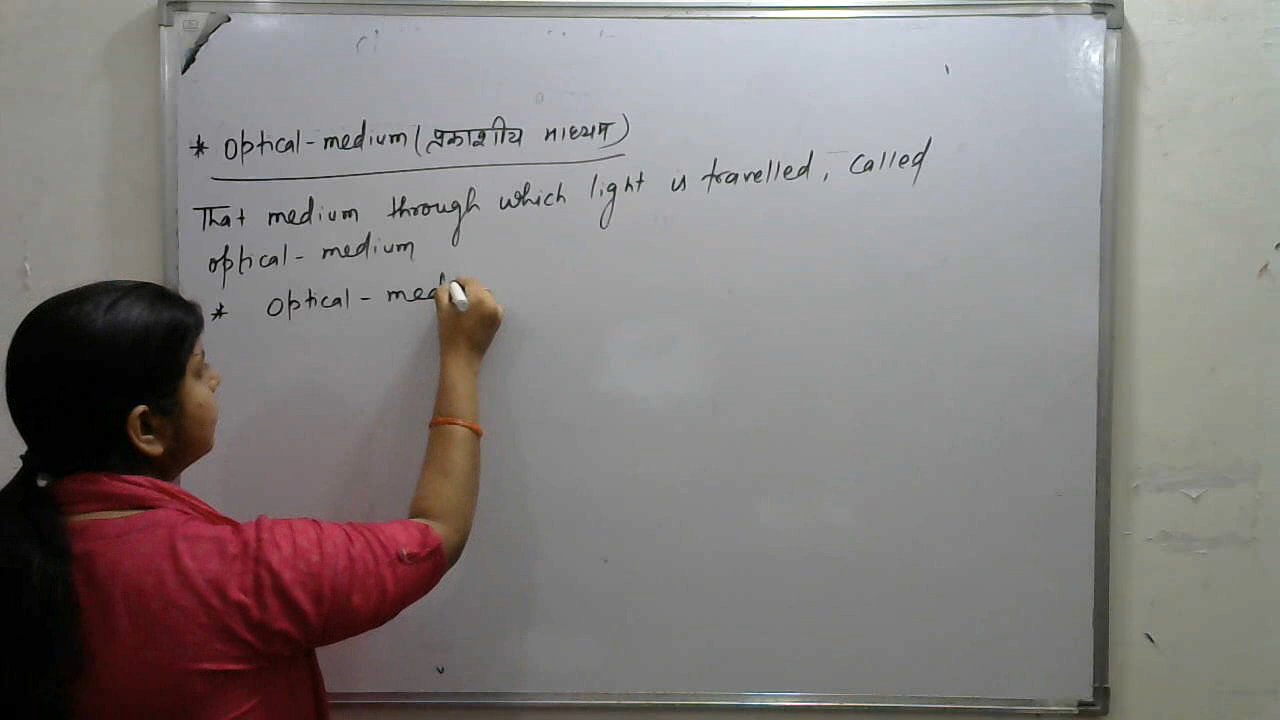 * Optical-medium (प्रकाशीय माध्यम)
That medium through which light is travelled, called
optical-medium
* Optical-med